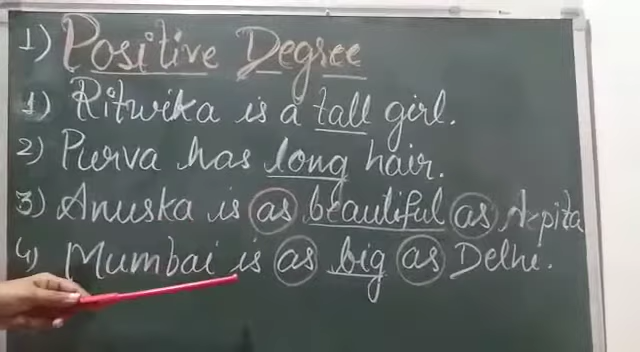 1) Positive Degree
1) Ritwika is a tall girl.
2) Purva has long hair.
3) Anuska is as beautiful as Arpita
4) Mumbai is as big as Delhi.